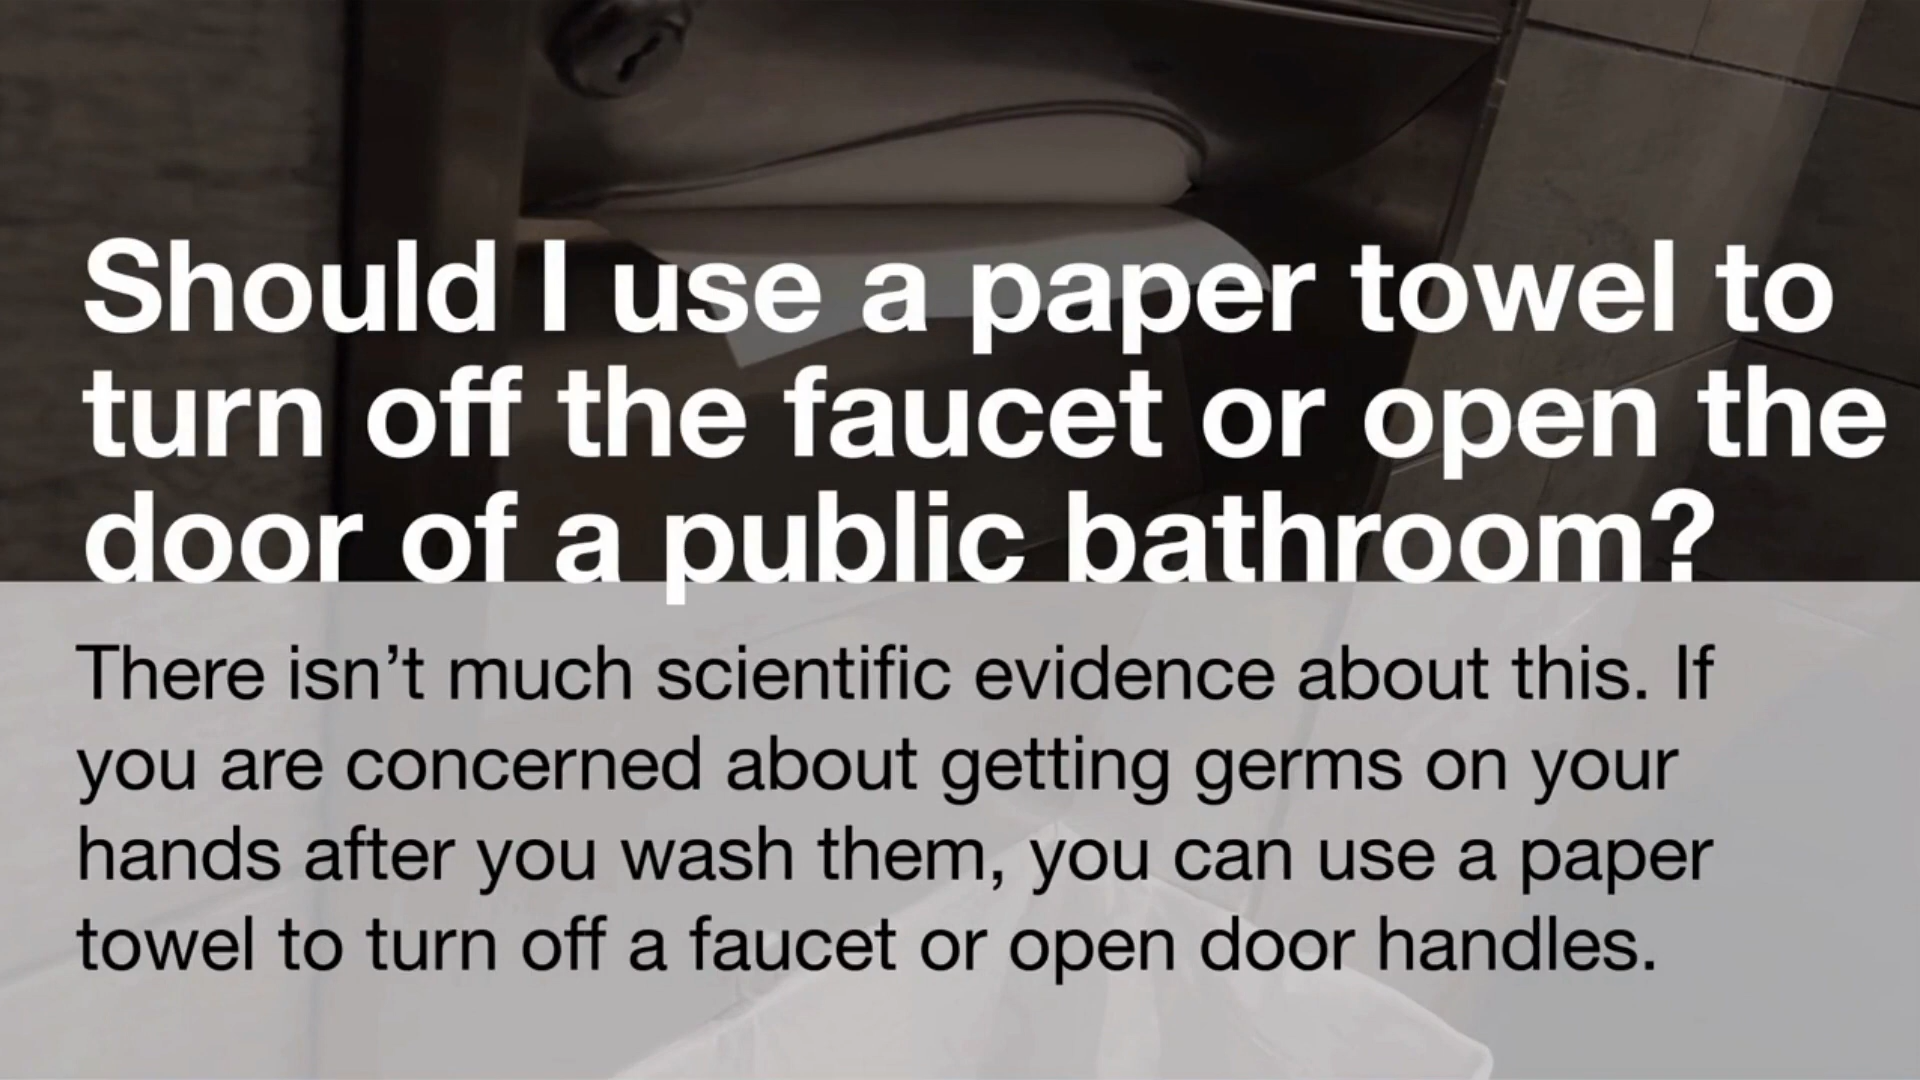 Should I use a paper towel to
turn off the faucet or open the
door of a public bathroom?
There isn’t much scientific evidence about this. If
you are concerned about getting germs on your
hands after you wash them, you can use a paper
towel to turn off a faucet or open door handles.